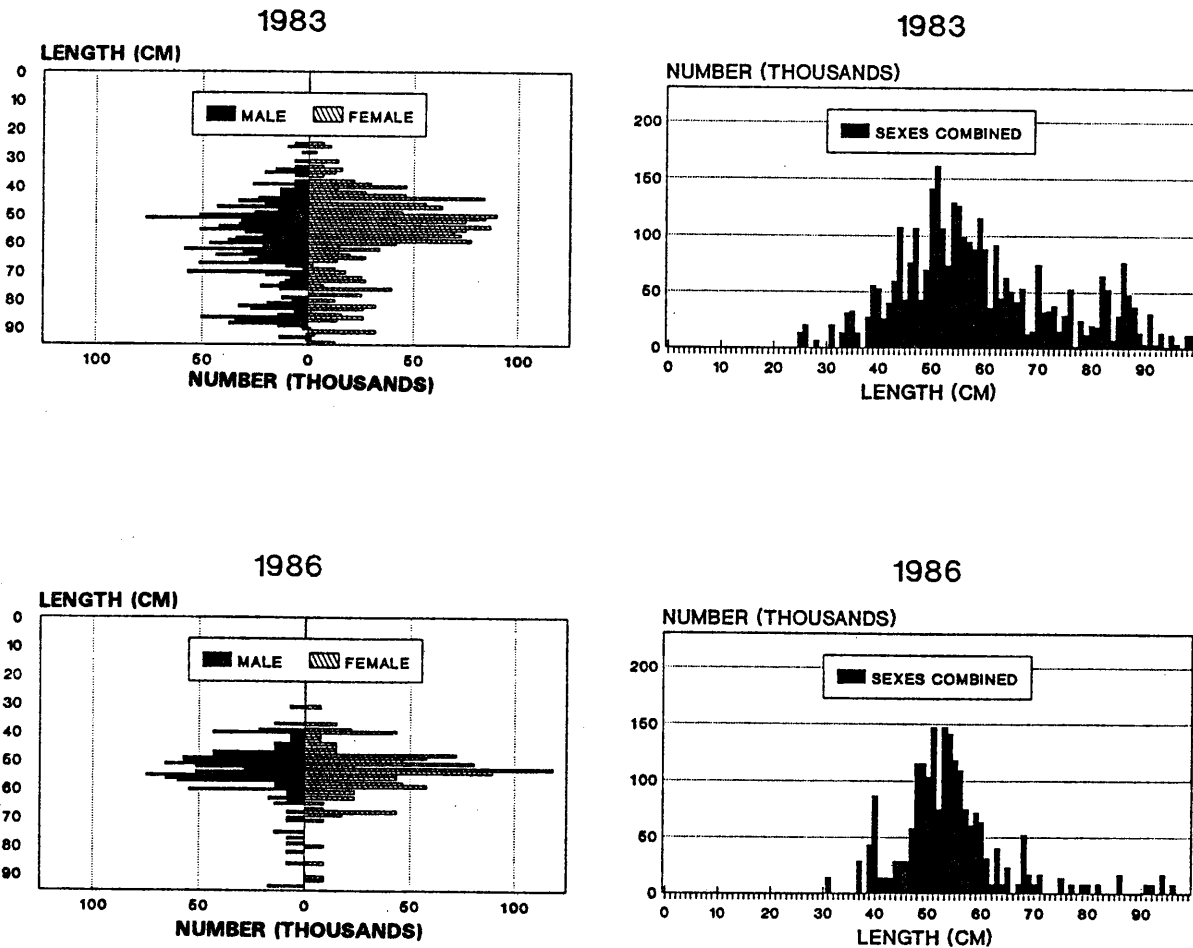 1983
LENGTH (CM)
0
10
20
30
40
50
60
70
80
90
MALE FEMALE
100 50 0 50 100
NUMBER (THOUSANDS)
1983
NUMBER (THOUSANDS)
200
150
100
50
0
SEXES COMBINED
0 10 20 30 40 50 60 70 80 90
LENGTH (CM)
1986
LENGTH (CM)
0
10
20
30
40
50
60
70
80
90
MALE FEMALE
100 50 0 50 100
NUMBER (THOUSANDS)
1986
NUMBER (THOUSANDS)
200
150
100
50
0
SEXES COMBINED
0 10 20 30 40 50 60 70 80 90
LENGTH (CM)